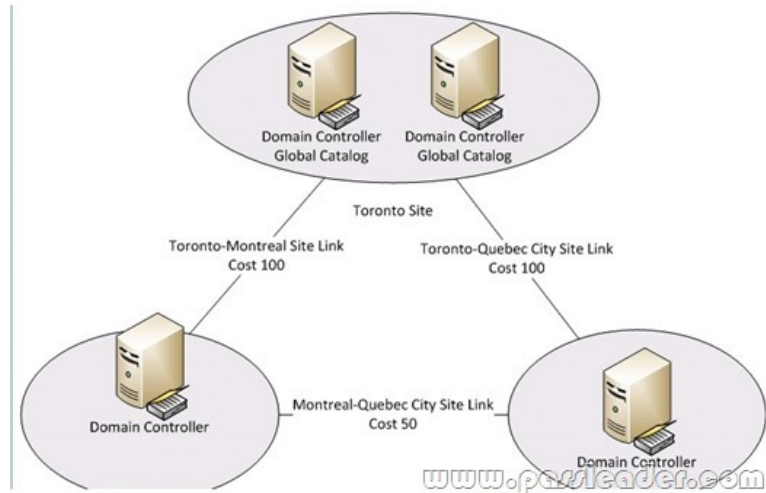 Domain Controller
Global Catalog
Domain Controller
Global Catalog
Toronto Site
Toronto-Montreal Site Link
Cost 100
Toronto-Quebec City Site Link
Cost 100
Domain Controller
Montreal-Quebec City Site Link
Cost 50
Domain Controller
www.passleader.com